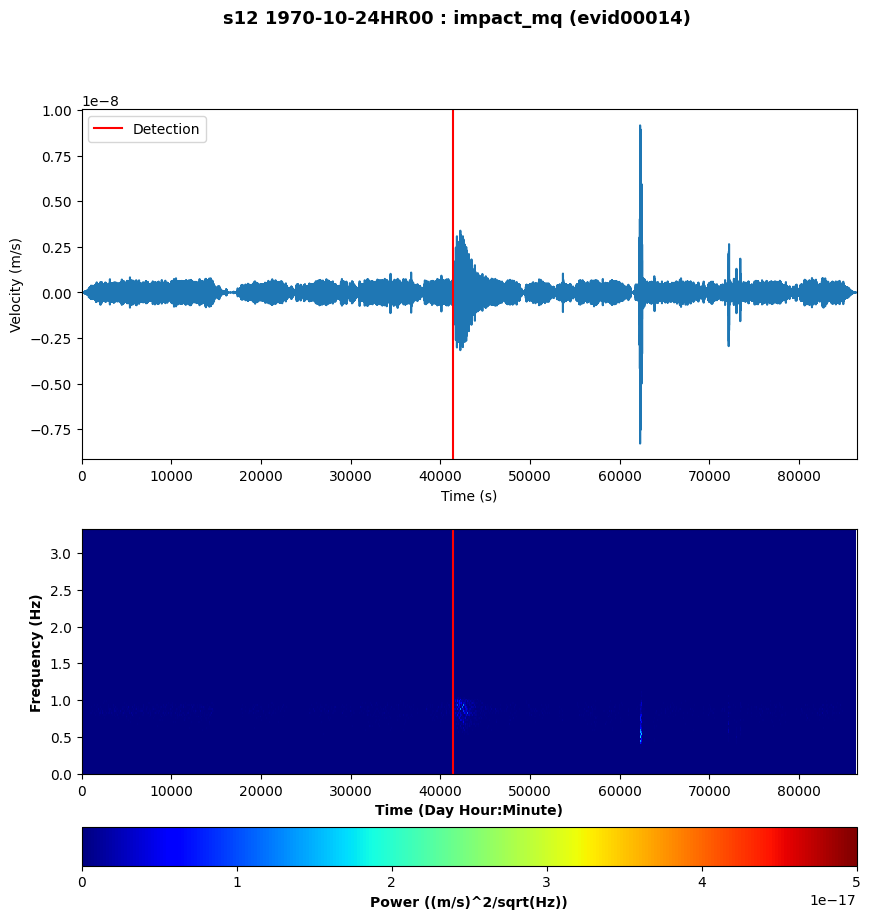 s12 1970-10-24HR00 : impact_mq (evid00014)
1e−8
1.00
0.75
0.50
0.25
0.00
−0.25
−0.50
−0.75
Velocity (m/s)
Detection
0 10000 20000 30000 40000 50000 60000 70000 80000
Time (s)
3.0
2.5
2.0
1.5
1.0
0.5
0.0
Frequency (Hz)
0 10000 20000 30000 40000 50000 60000 70000 80000
Time (Day Hour:Minute)
0 1 2 3 4 5
1e−17
Power ((m/s)^2/sqrt(Hz))